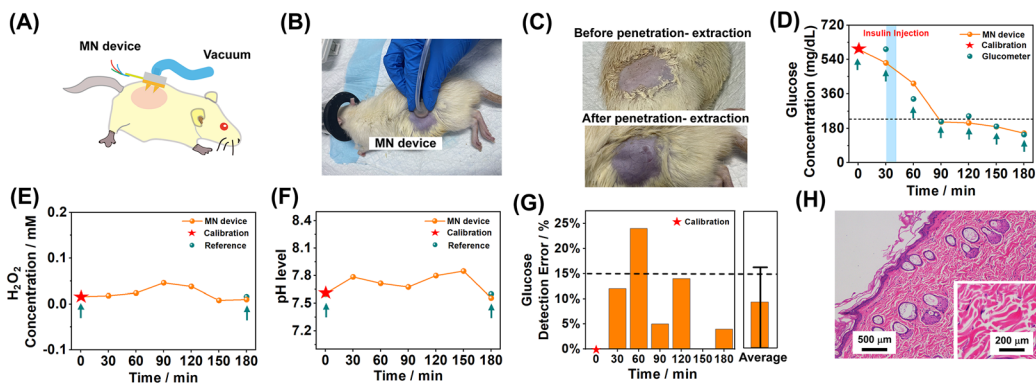 (A)
MN device
Vacuum
(B)
MN device
(C)
Before penetration- extraction
After penetration- extraction
(D)
Glucose
Concentration (mg/dL)
720
540
360
180
0
Insulin Injection
MN device
Calibration
Glucometer
0 30 60 90 120 150 180
Time / min
(E)
H2O2
Concentration / mM
0.2
0.1
0.0
-0.1
MN device
Calibration
Reference
0 30 60 90 120 150 180
Time / min
(F)
pH level
8.4
8.1
7.8
7.5
7.2
MN device
Calibration
Reference
0 30 60 90 120 150 180
Time / min
(G)
Glucose
Detection Error / %
25%
20%
15%
10%
5%
0%
Calibration
15%
0 30 60 90 120 150 180
Time / min
Average
(H)
500 μm
200 μm